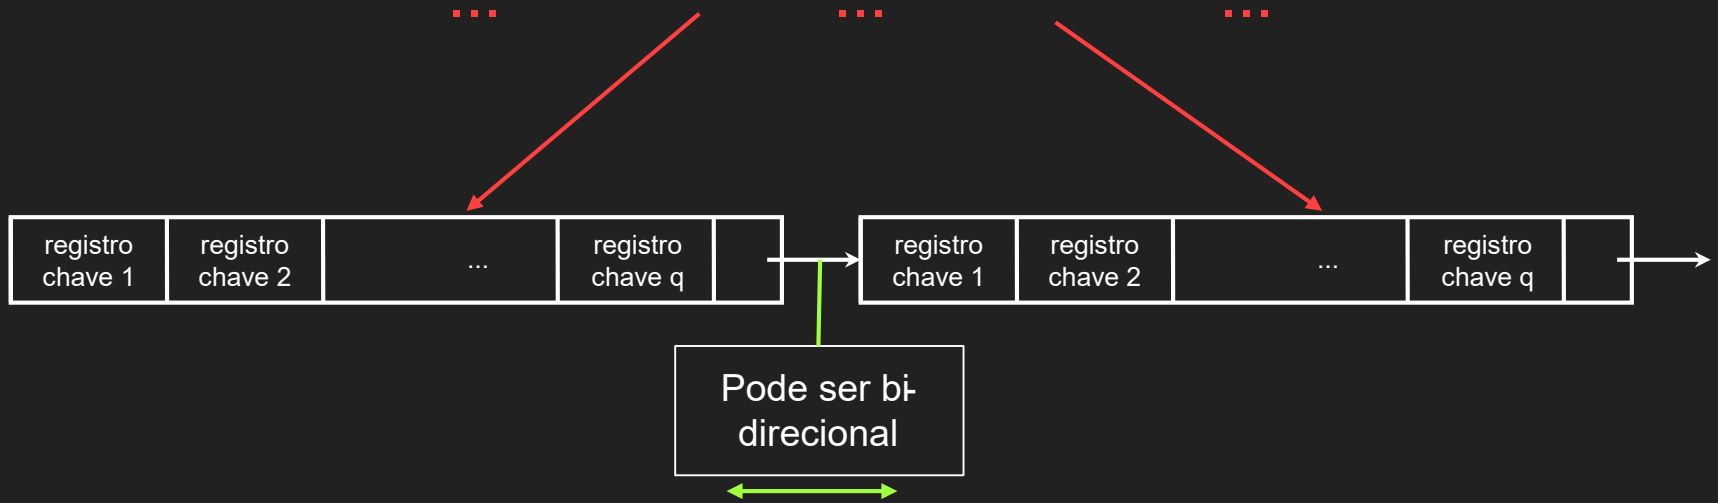 ... ... ...
registro
chave 1
registro
chave 2
...
registro
chave q
registro
chave 1
registro
chave 2
...
registro
chave q
Pode ser bi-
direcional